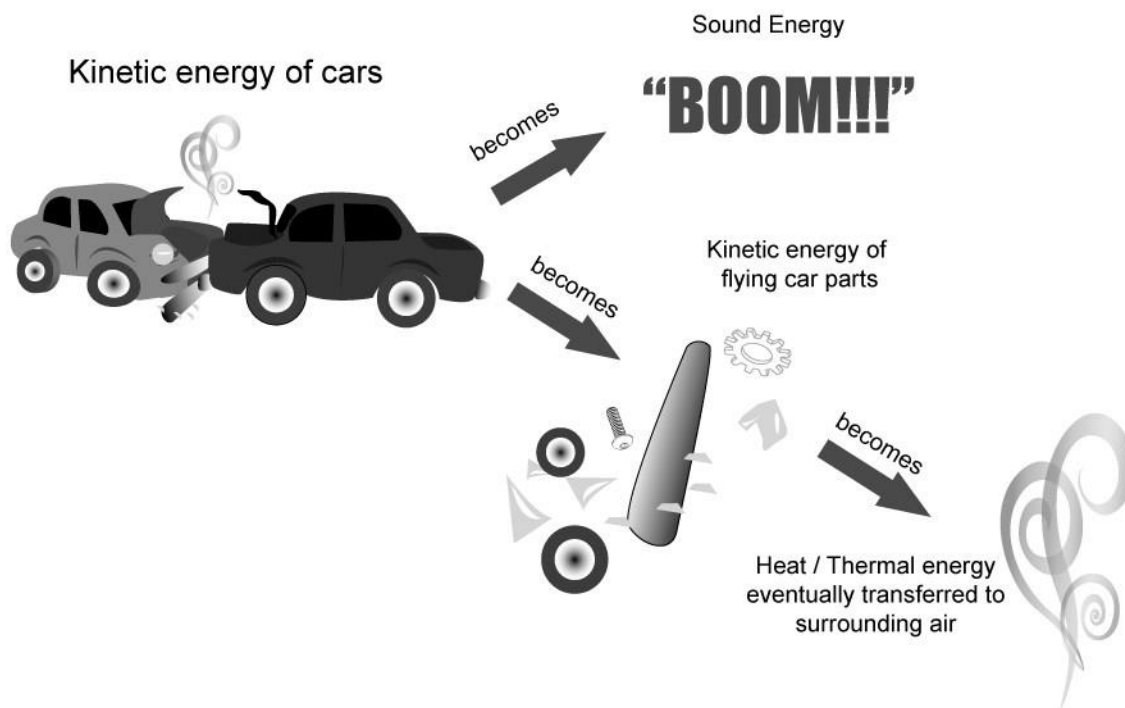 Sound Energy
Kinetic energy of cars
“BOOM!!!”
becomes
Kinetic energy of
flying car parts
becomes
becomes
Heat / Thermal energy
eventually transferred to
surrounding air